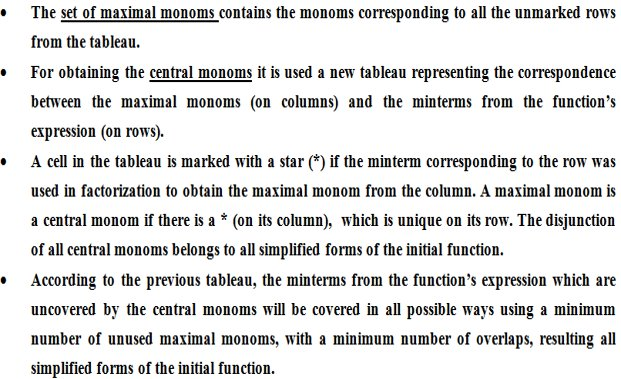 • The set of maximal monoms contains the monoms corresponding to all the unmarked rows
from the tableau.
• For obtaining the central monoms it is used a new tableau representing the correspondence
between the maximal monoms (on columns) and the minterms from the function's
expression (on rows).
• A cell in the tableau is marked with a star (*) if the minterm corresponding to the row was
used in factorization to obtain the maximal monom from the column. A maximal monom is
a central monom if there is a * (on its column), which is unique on its row. The disjunction
of all central monoms belongs to all simplified forms of the initial function.
• According to the previous tableau, the minterms from the function's expression which are
uncovered by the central monoms will be covered in all possible ways using a minimum
number of unused maximal monoms, with a minimum number of overlaps, resulting all
simplified forms of the initial function.